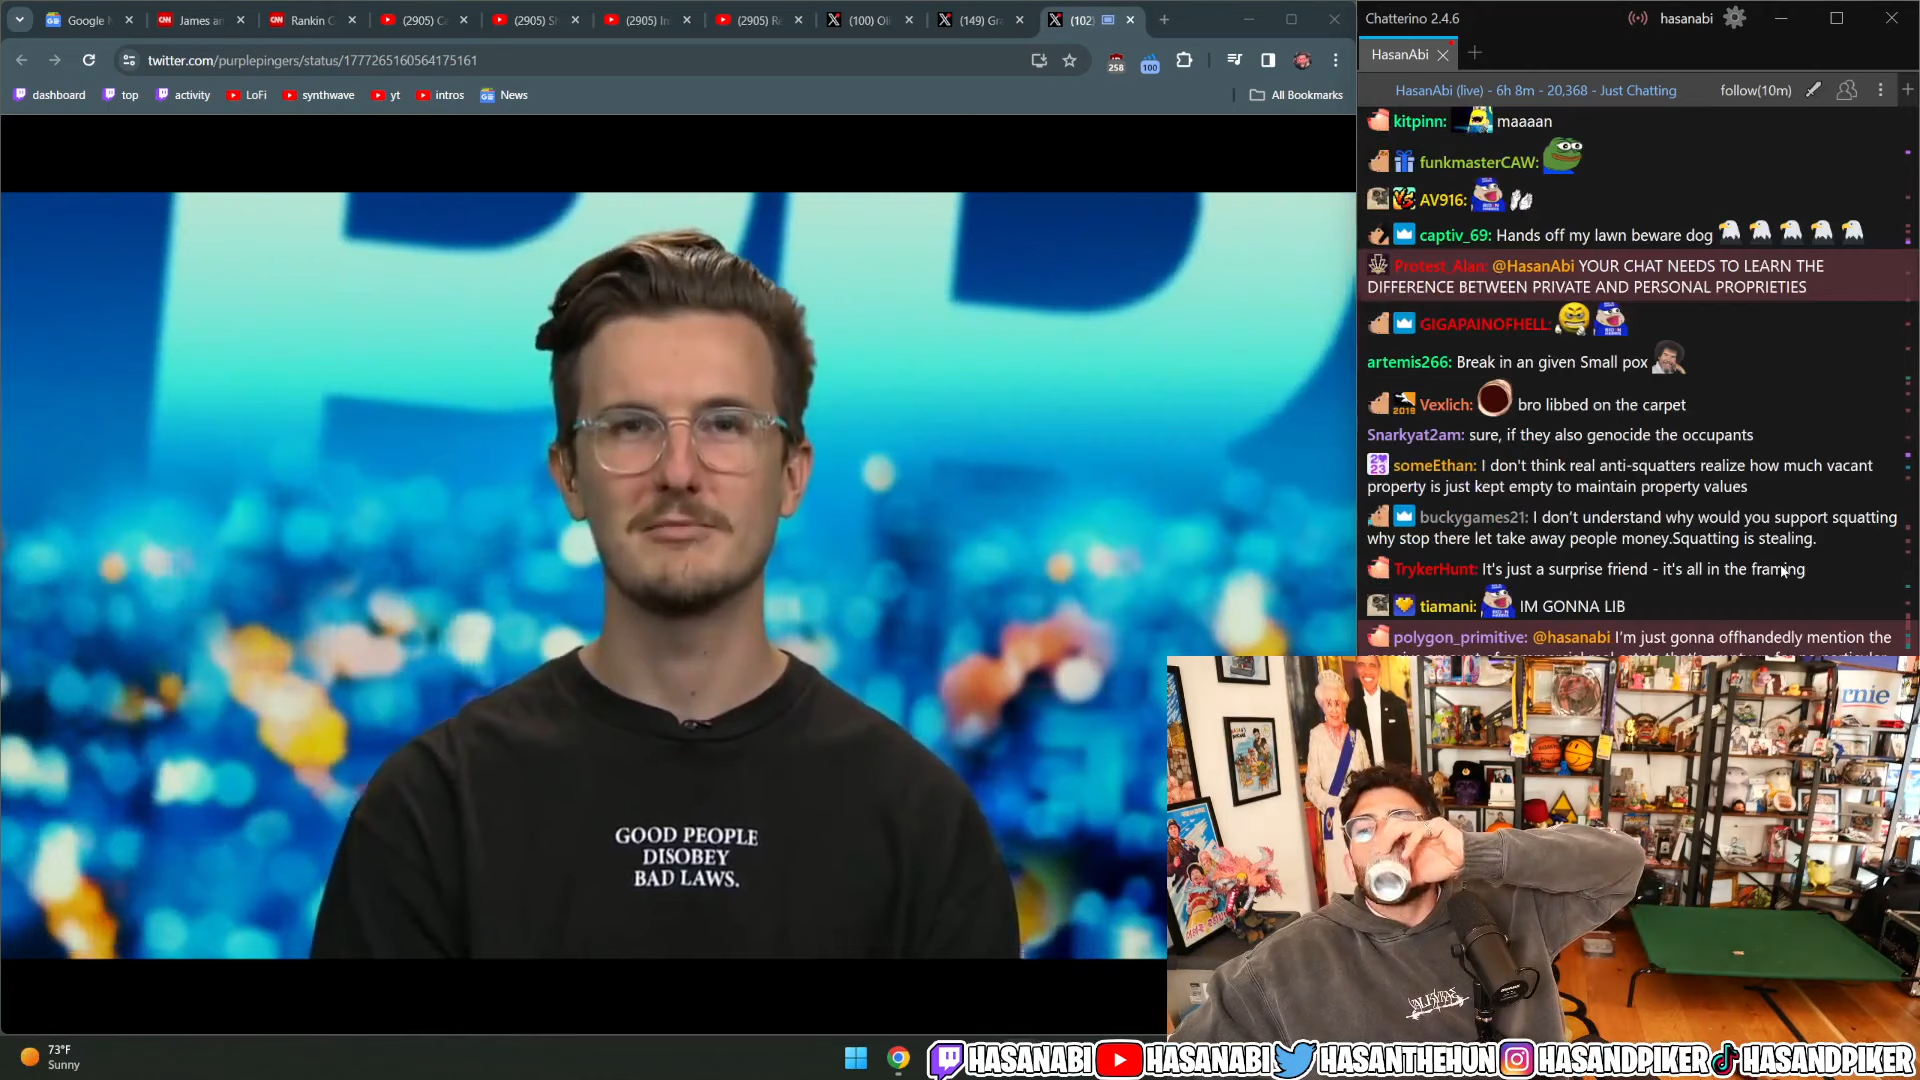 Google N
James an
Rankin C
(2905) C
(2905) S
(2905) I
(2905) R
(100) Oli
(149) Gr
(102)
twitter.com/purplepingers/status/1777265160564175161
258
100
dashboard
top
activity
LoFi
synthwave
yt
intros
News
All Bookmarks
GOOD PEOPLE
DISOBEY
BAD LAWS.
Chatterino 2.4.6
hasanabi
HasanAbi
HasanAbi (live) - 6h 8m - 20,368 - Just Chatting
follow(10m)
kitpinn: maaaan
funkmasterCAW:
AV916:
captiv_69: Hands off my lawn beware dog
Protest_Alan: @HasanAbi YOUR CHAT NEEDS TO LEARN THE
DIFFERENCE BETWEEN PRIVATE AND PERSONAL PROPRIETIES
GIGAPAINOFHELL:
artemis266: Break in an given Small pox
2019 Vexlich: bro libbed on the carpet
Snarkyat2am: sure, if they also genocide the occupants
someEthan: I don't think real anti-squatters realize how much vacant
property is just kept empty to maintain property values
buckygames21: I don't understand why would you support squatting
why stop there let take away people money.Squatting is stealing.
TrykerHunt: It's just a surprise friend - it's all in the framing
tiamani: IM GONNA LIB
polygon_primitive: @hasanabi I'm just gonna offhandedly mention the
rnie
73°F
Sunny
HASANABI
HASANABI
HASANTHEHUN
HASANDPIKER
HASANDPIKER